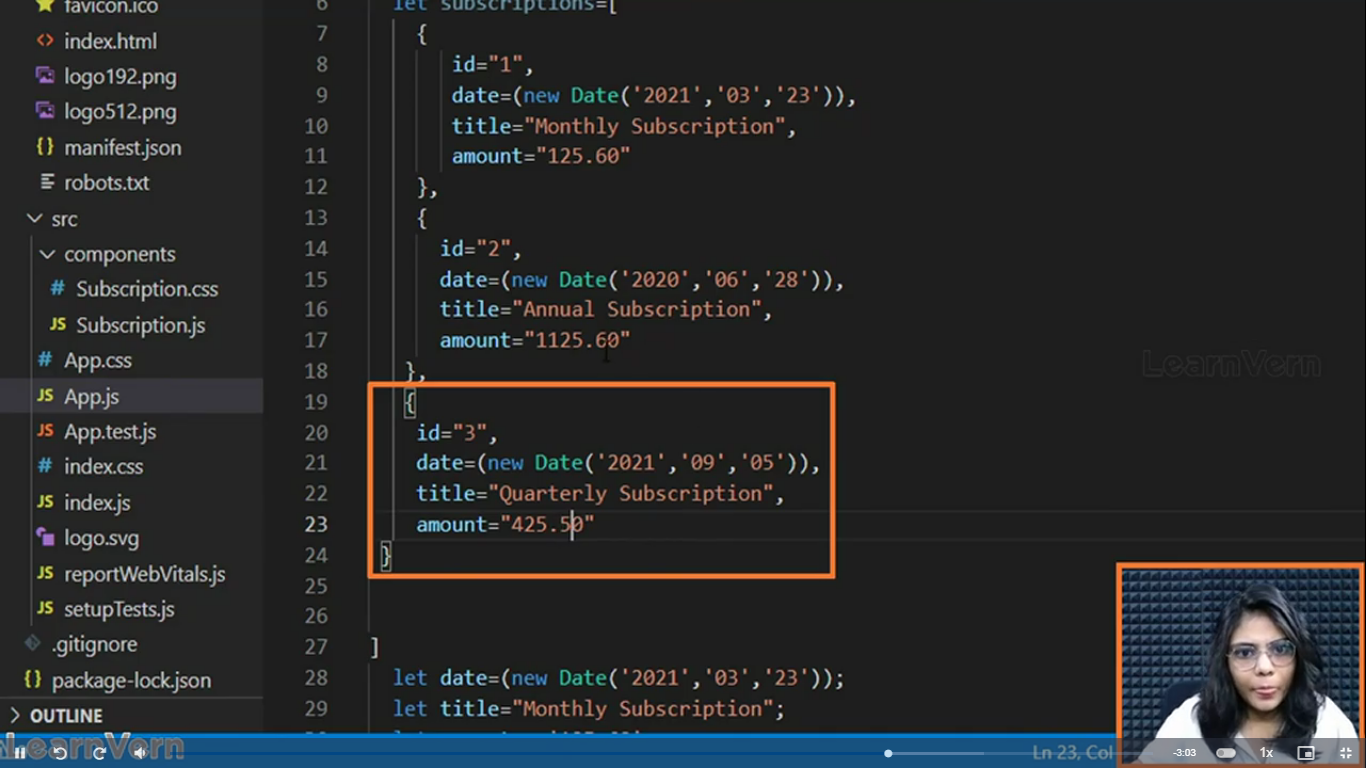 favicon.ico
index.html
logo192.png
logo512.png
manifest.json
robots.txt
src
components
Subscription.css
Subscription.js
App.css
App.js
App.test.js
index.css
index.js
logo.svg
reportWebVitals.js
setupTests.js
.gitignore
package-lock.json
OUTLINE
6 let subscriptions=[
7 {
8 id="1",
9 date=(new Date('2021','03','23')),
10 title="Monthly Subscription",
11 amount="125.60"
12 },
13 {
14 id="2",
15 date=(new Date('2020','06','28')),
16 title="Annual Subscription",
17 amount="1125.60"
18 },
19 {
20 id="3",
21 date=(new Date('2021','09','05')),
22 title="Quarterly Subscription",
23 amount="425.50"
24 }
25
26
27 ]
28 let date=(new Date('2021','03','23'));
29 let title="Monthly Subscription";
LearnVern
LearnVern
Ln 23, Col
-3:03
1x